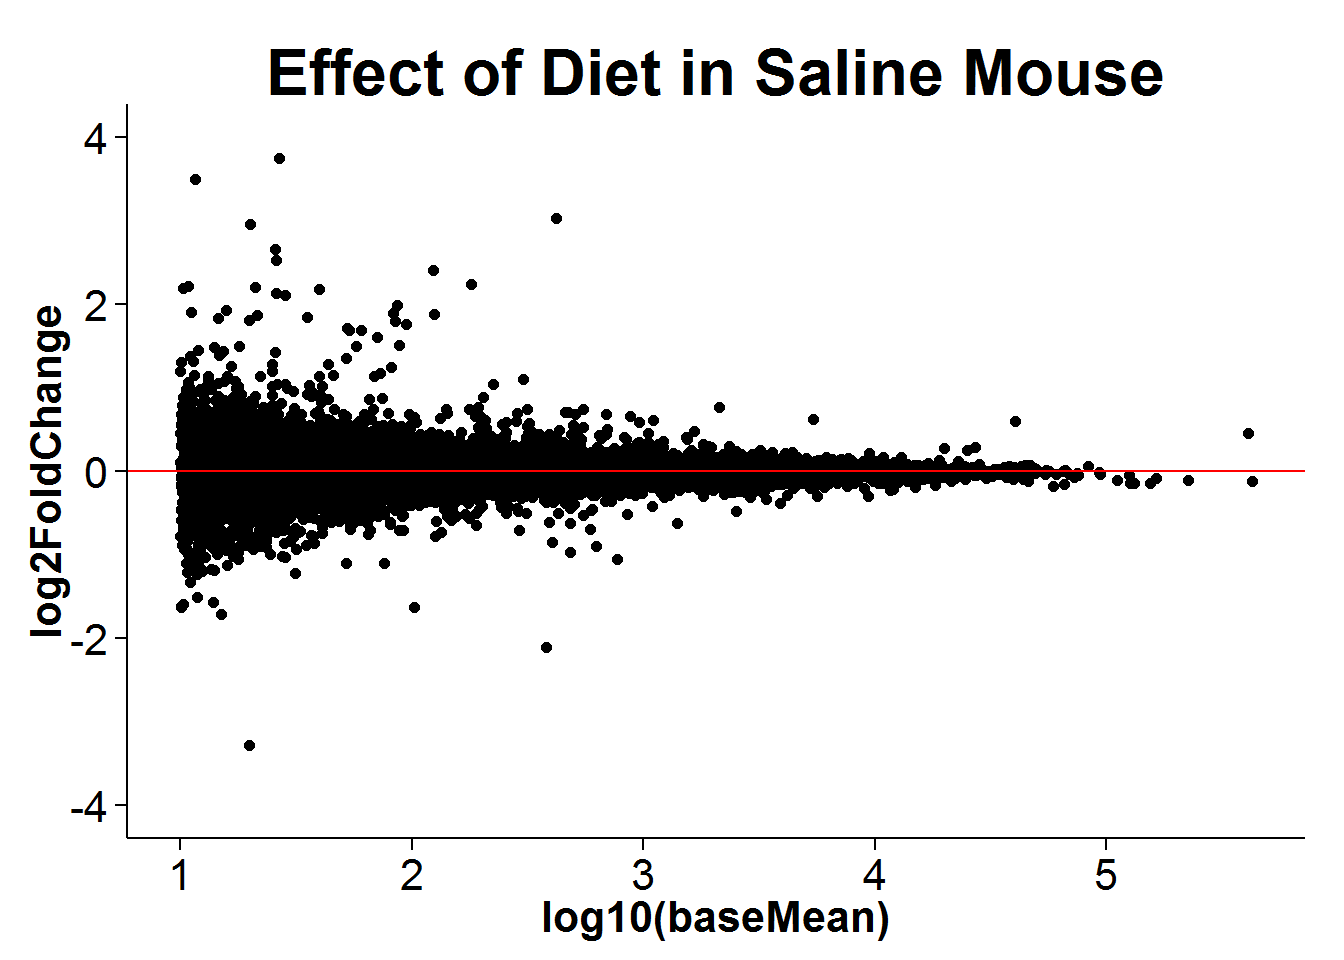 Effect of Diet in Saline Mouse
log2FoldChange
4
2
0
-2
-4
1 2 3 4 5
log10(baseMean)